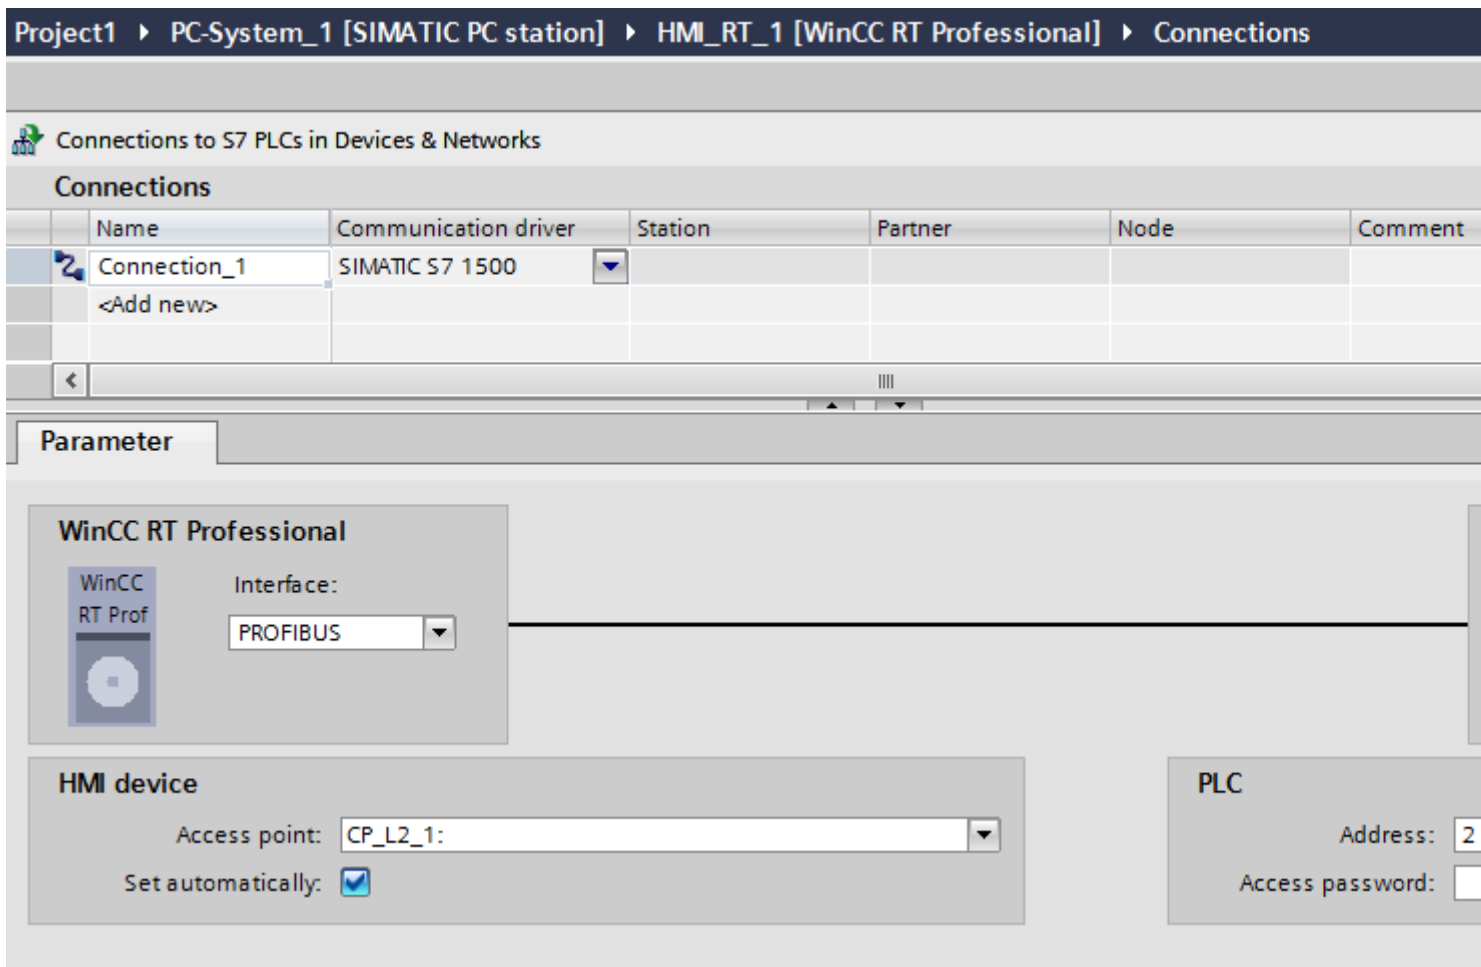 Project1 ▸ PC-System_1 [SIMATIC PC station] ▸ HMI_RT_1 [WinCC RT Professional] ▸ Connections
Connections to S7 PLCs in Devices & Networks
Connections
Name Communication driver Station Partner Node Comment
Connection_1 SIMATIC S7 1500
<Add new>
Parameter
WinCC RT Professional
WinCC
RT Prof
Interface:
PROFIBUS
HMI device
Access point: CP_L2_1:
Set automatically:
PLC
Address: 2
Access password: